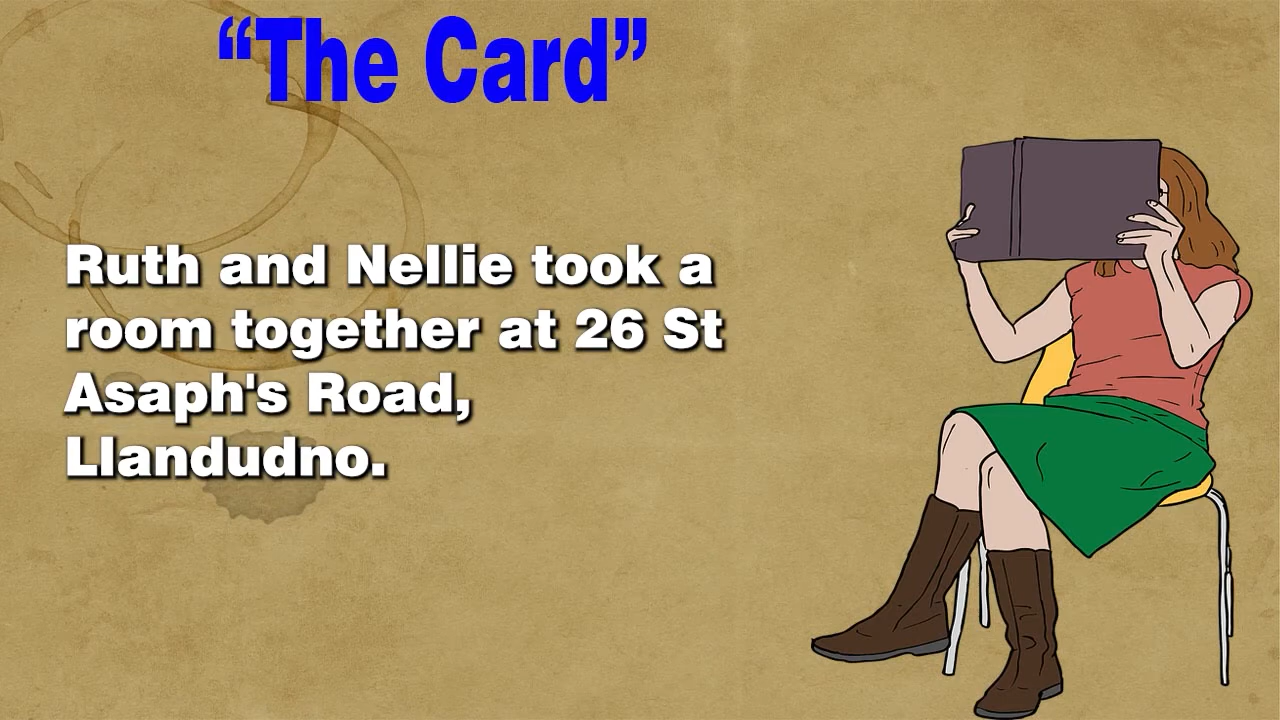 “The Card”
Ruth and Nellie took a
room together at 26 St
Asaph's Road,
Llandudno.